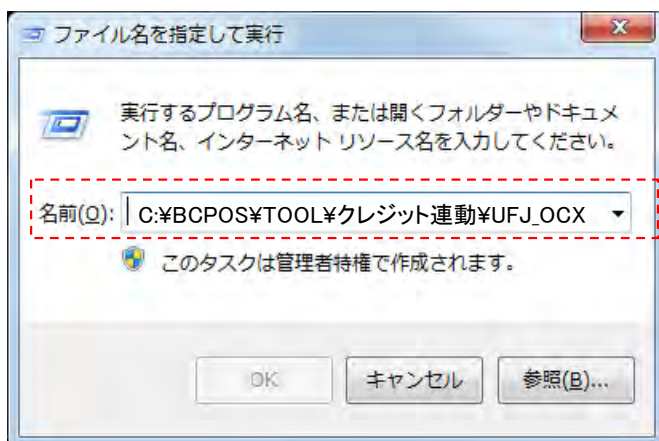 ファイル名を指定して実行
実行するプログラム名、または開くフォルダーやドキュメ
ント名、インターネット リソース名を入力してください。
名前(O): C:¥BCPOS¥TOOL¥クレジット連動¥UFJ_OCX
このタスクは管理者特権で作成されます。
OK キャンセル 参照(B)...